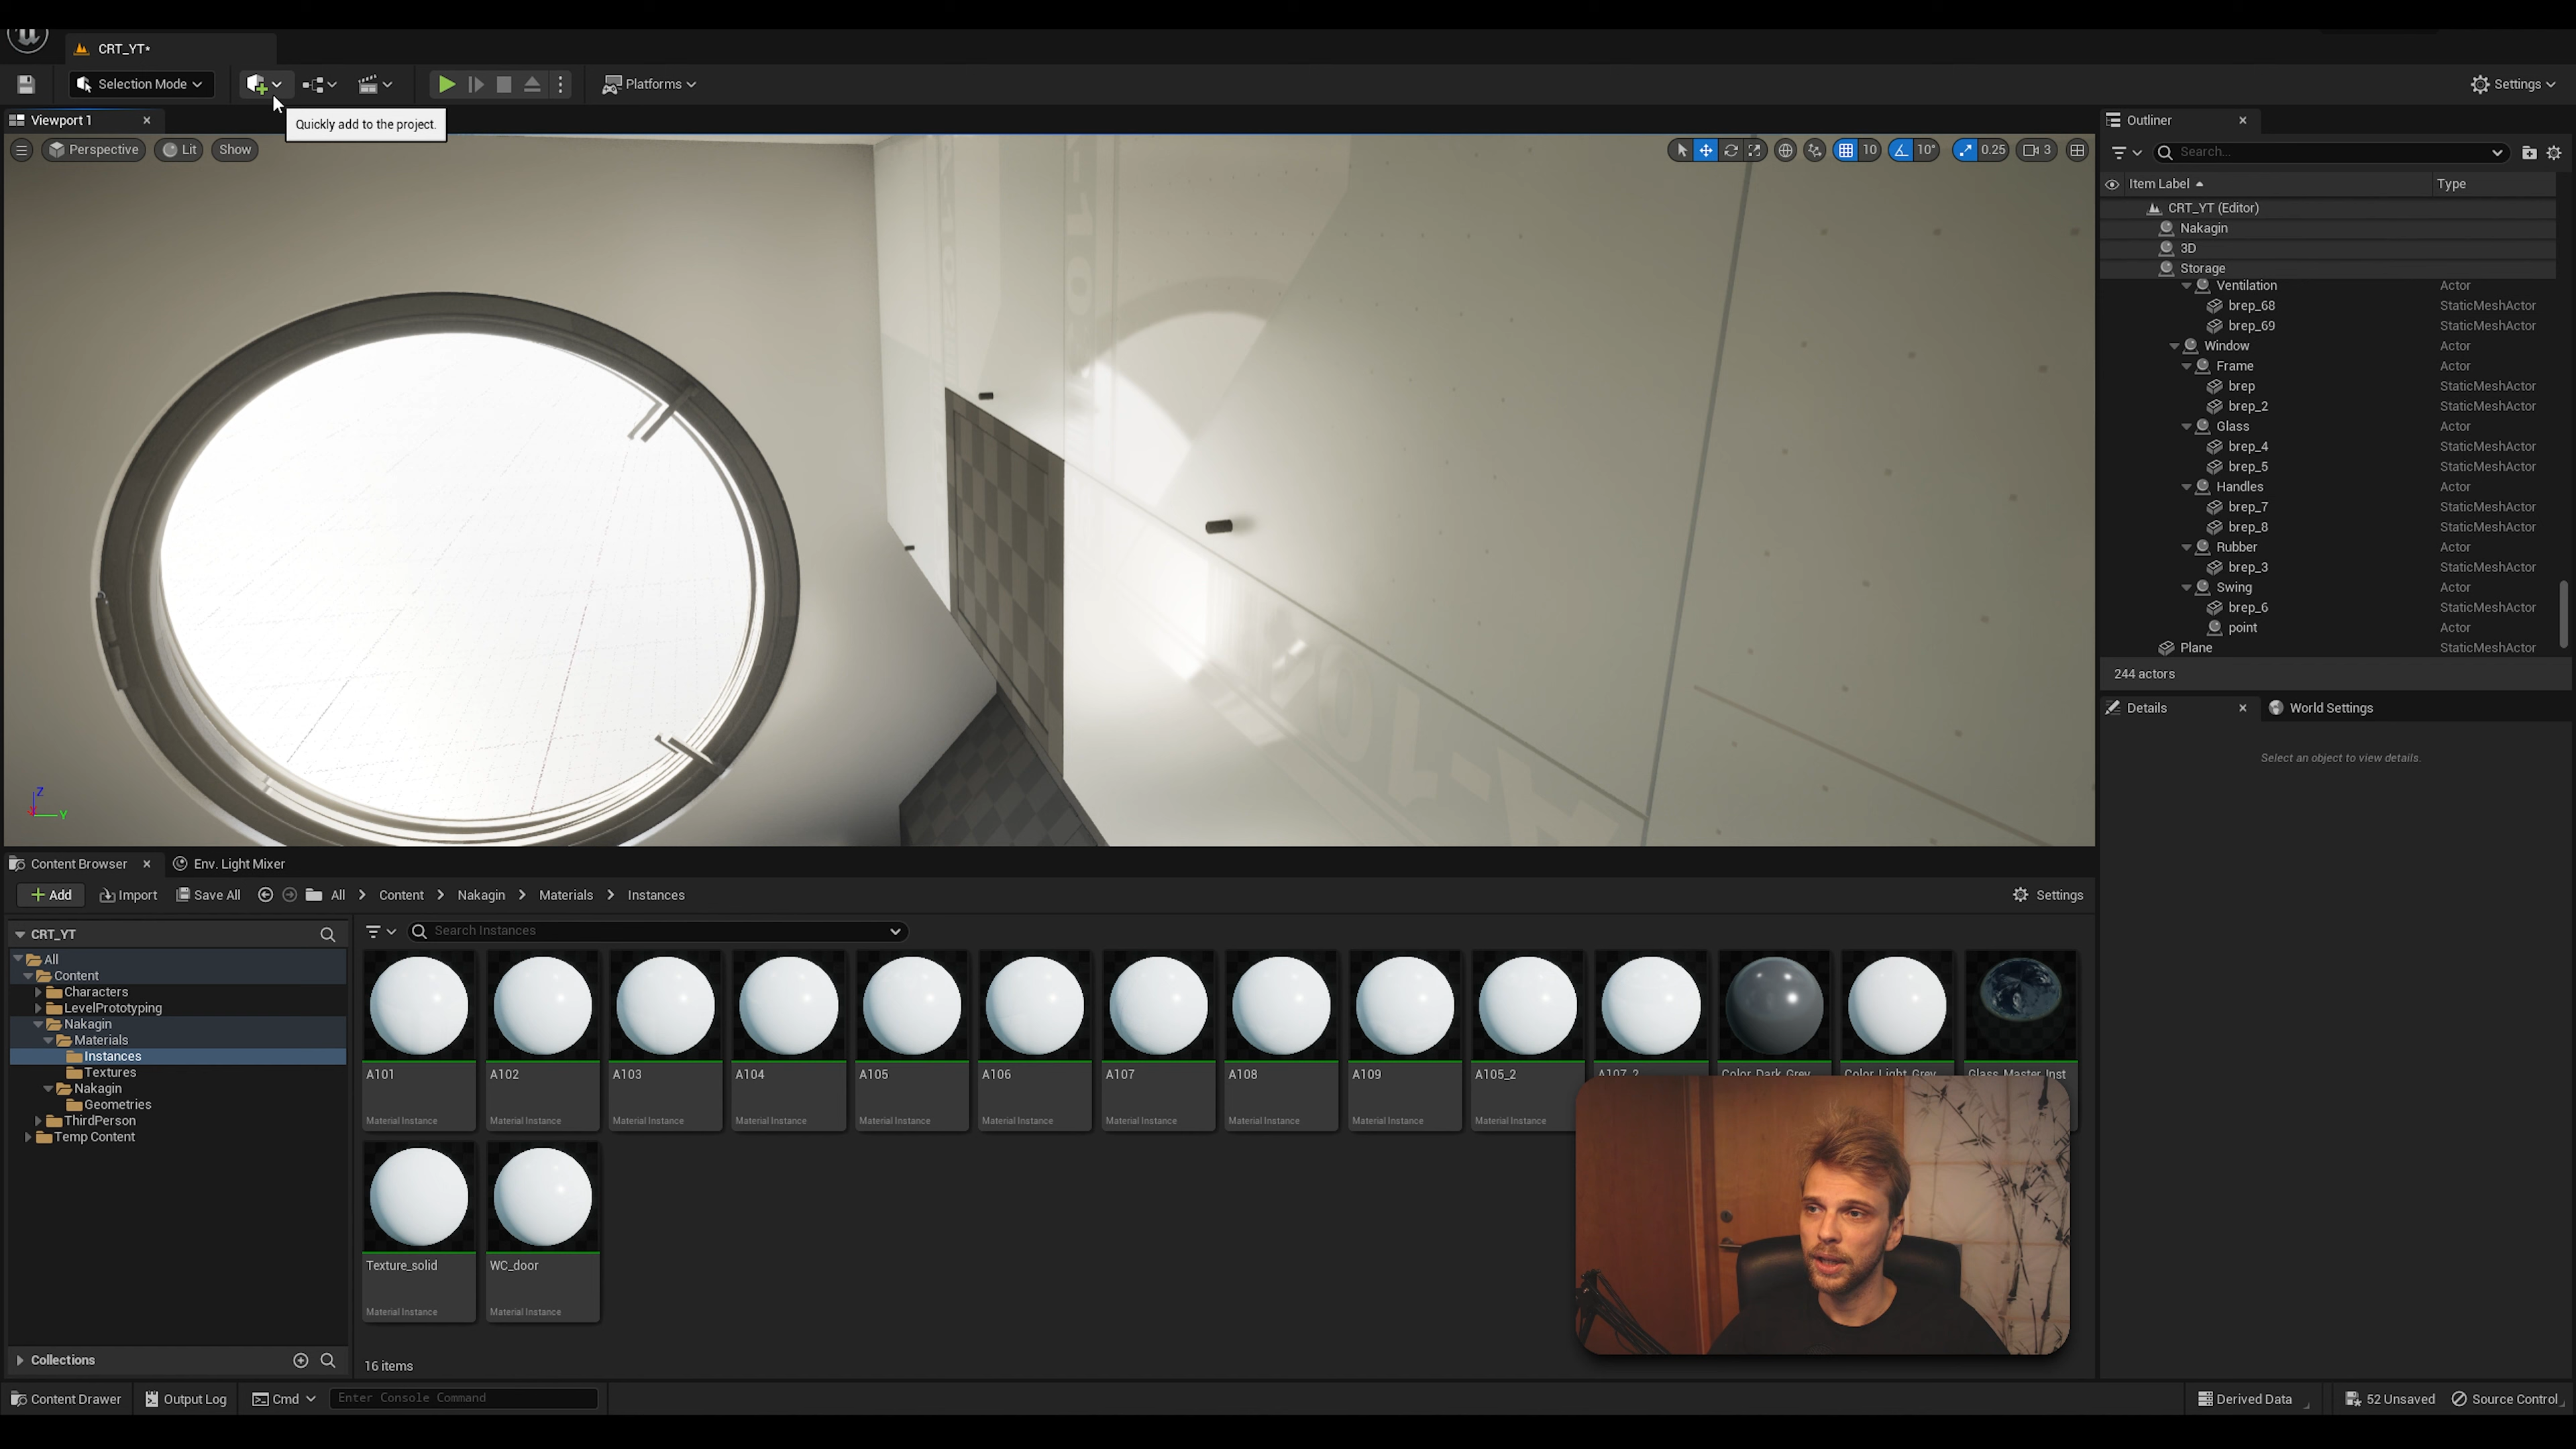 CRT_YT*
Selection Mode
Platforms
Settings
Quickly add to the project.
Viewport 1
Perspective
Lit
Show
10
10°
0.25
3
Outliner
Search...
Item Label
Type
CRT_YT (Editor)
Nakagin
3D
Storage
Ventilation Actor
brep_68 StaticMeshActor
brep_69 StaticMeshActor
Window Actor
Frame Actor
brep StaticMeshActor
brep_2 StaticMeshActor
Glass Actor
brep_4 StaticMeshActor
brep_5 StaticMeshActor
Handles Actor
brep_7 StaticMeshActor
brep_8 StaticMeshActor
Rubber Actor
brep_3 StaticMeshActor
Swing Actor
brep_6 StaticMeshActor
point Actor
Plane StaticMeshActor
244 actors
Details
World Settings
Select an object to view details.
Z
Y
Content Browser
Env. Light Mixer
Add
Import
Save All
All
Content
Nakagin
Materials
Instances
Settings
CRT_YT
Search Instances
All
Content
Characters
LevelPrototyping
Nakagin
Materials
Instances
Textures
Nakagin
Geometries
ThirdPerson
Temp Content
A101
Material Instance
A102
Material Instance
A103
Material Instance
A104
Material Instance
A105
Material Instance
A106
Material Instance
A107
Material Instance
A108
Material Instance
A109
Material Instance
A105_2
Material Instance
A107_2
Color_Dark_Grey
Color_Light_Grey
Glass_Master_Inst
Texture_solid
Material Instance
WC_door
Material Instance
Collections
16 items
Content Drawer
Output Log
Cmd
Enter Console Command
Derived Data
52 Unsaved
Source Control